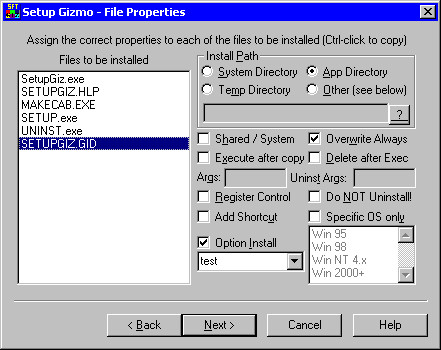 Setup Gizmo - File Properties
Assign the correct properties to each of the files to be installed (Ctrl-click to copy)
Files to be installed
SetupGiz.exe
SETUPGIZ.HLP
MAKECAB.EXE
SETUP.exe
UNINST.exe
SETUPGIZ.GID
Install Path
System Directory
App Directory
Temp Directory
Other (see below)
?
Shared / System
Overwrite Always
Execute after copy
Delete after Exec
Args:
Uninst Args:
Register Control
Do NOT Uninstall!
Add Shortcut
Specific OS only
Option Install
test
Win 95
Win 98
Win NT 4.x
Win 2000+
< Back
Next >
Cancel
Help